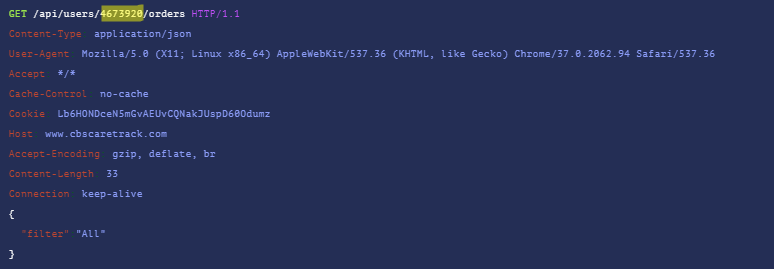 GET /api/users/4673920/orders HTTP/1.1
Content-Type application/json
User-Agent Mozilla/5.0 (X11; Linux x86_64) AppleWebKit/537.36 (KHTML, like Gecko) Chrome/37.0.2062.94 Safari/537.36
Accept */*
Cache-Control no-cache
Cookie Lb6HONDceN5mGvAEUvCQNakJUspD60Odumz
Host www.cbscaretrack.com
Accept-Encoding gzip, deflate, br
Content-Length 33
Connection keep-alive
{
"filter" "All"
}